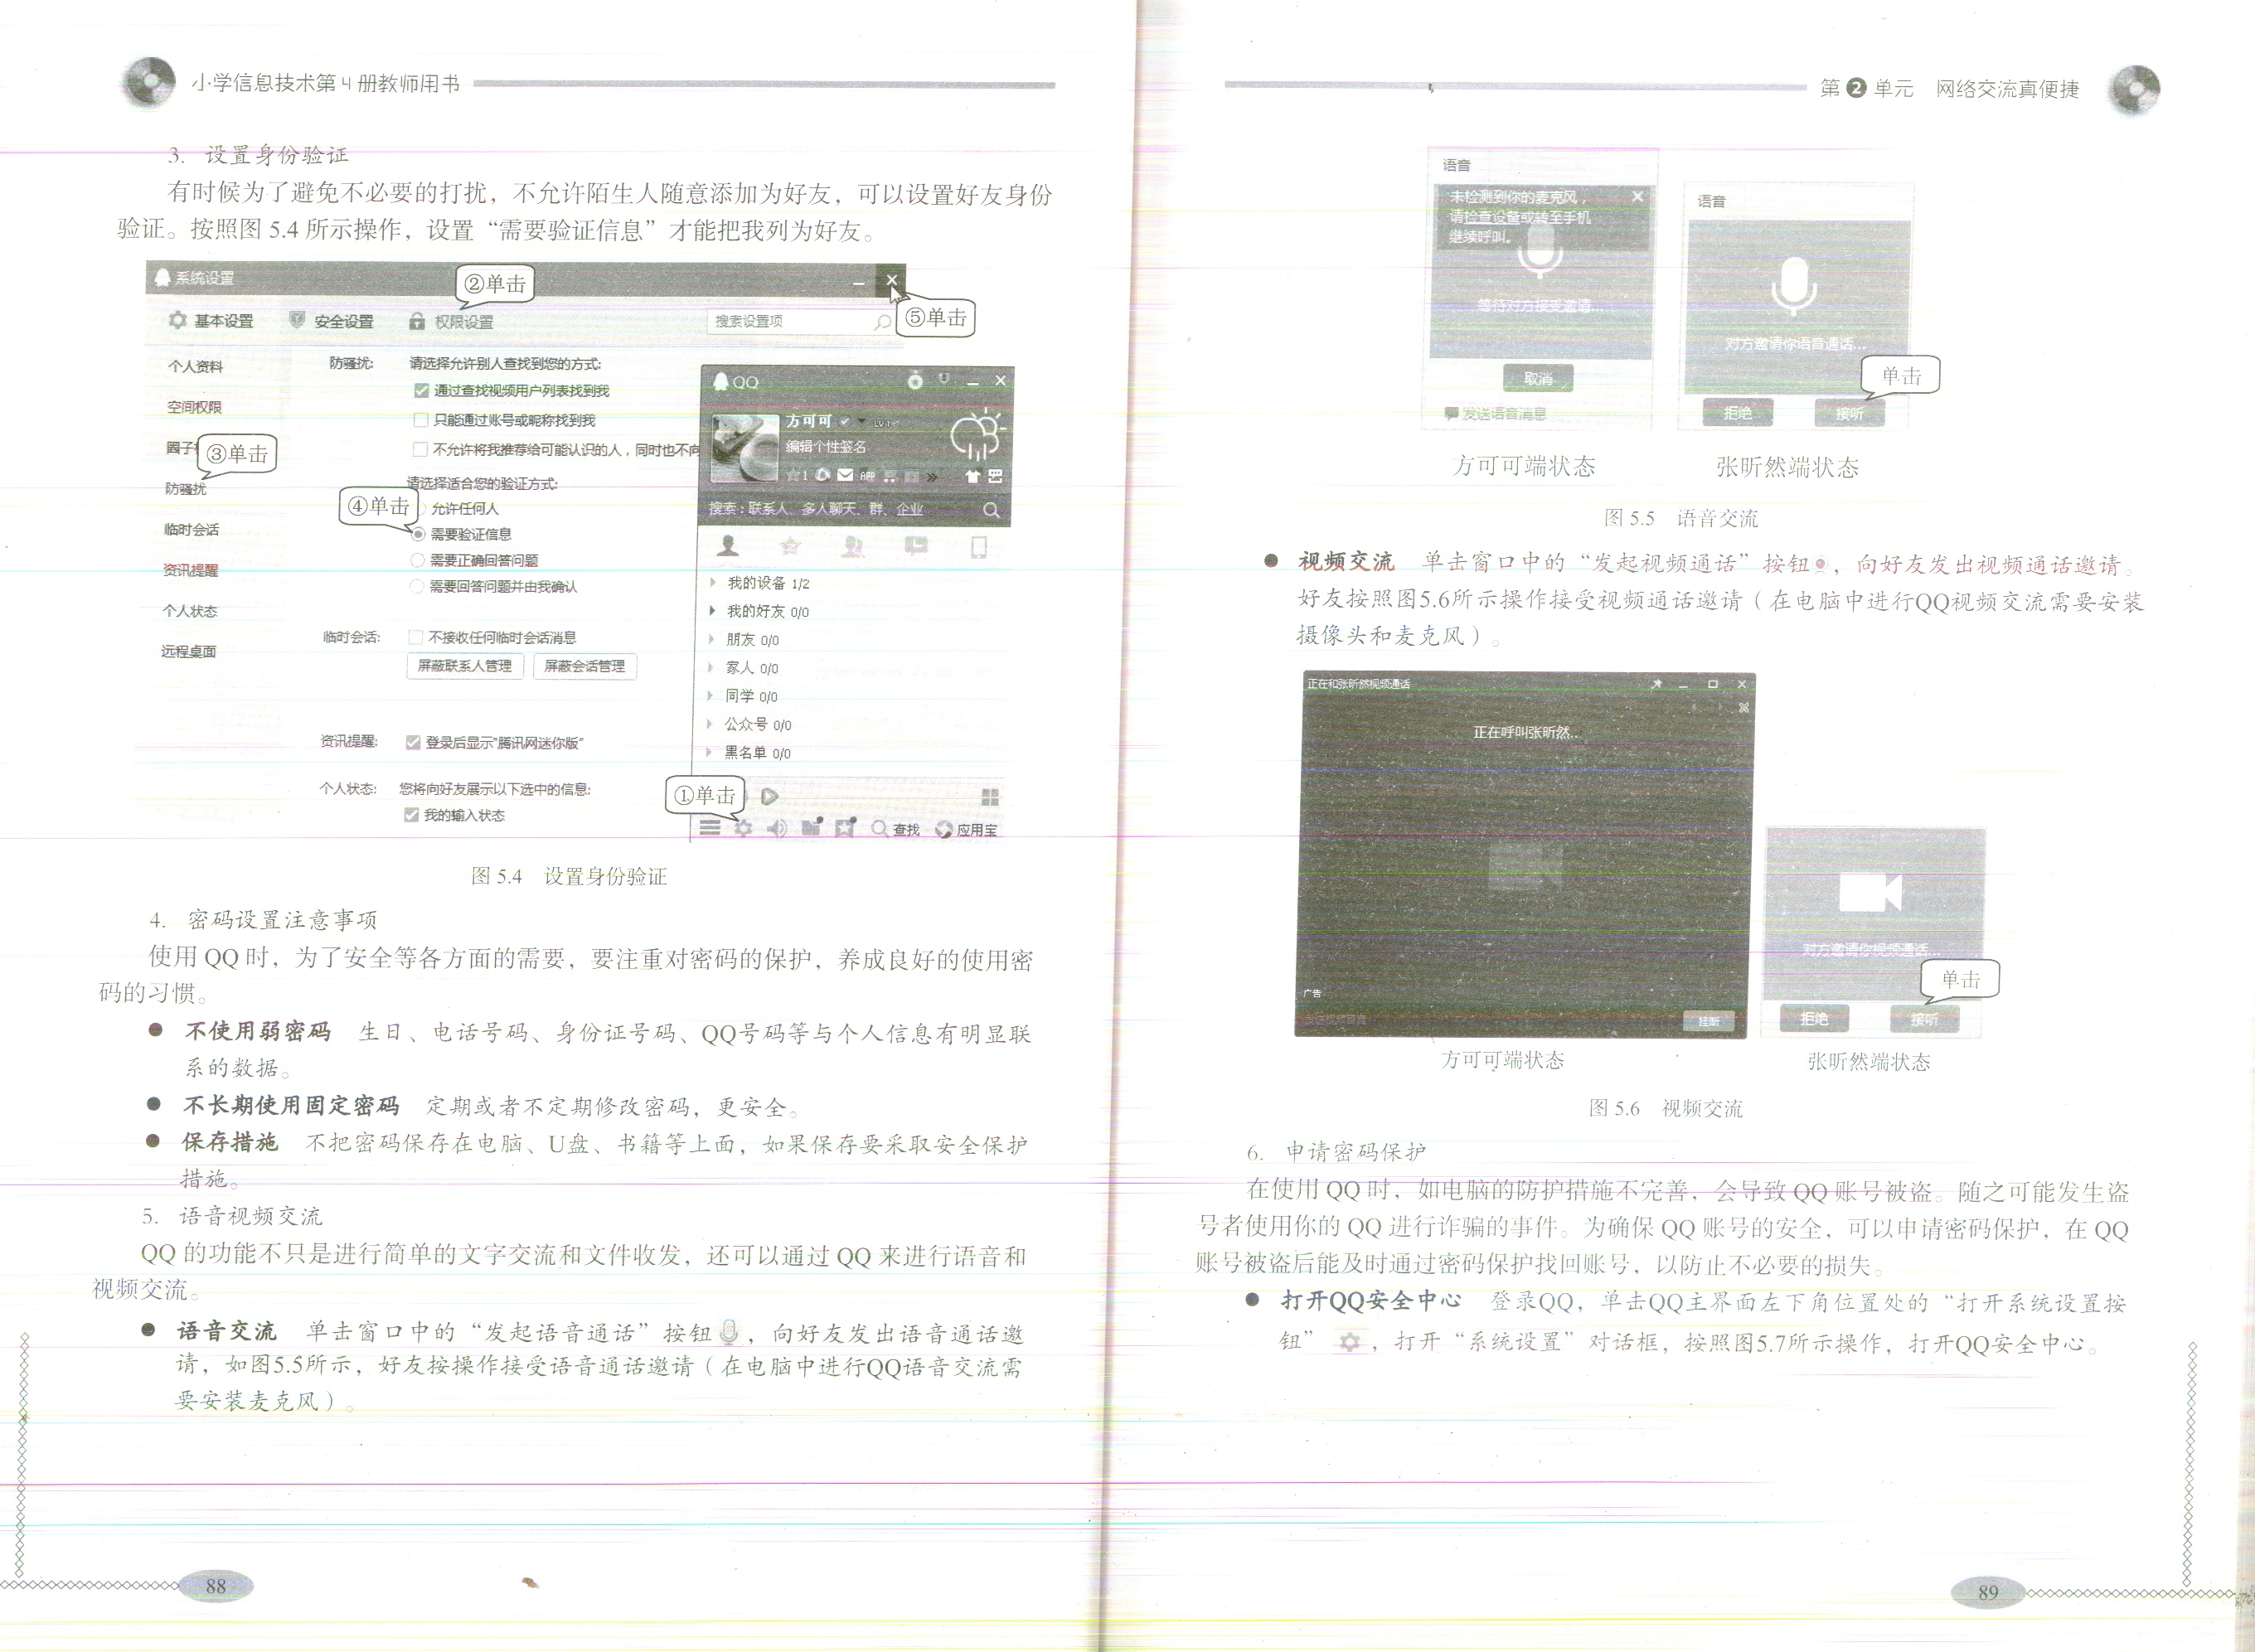 小学信息技术第4册教师用书
3. 设置身份验证
有时候为了避免不必要的打扰，不允许陌生人随意添加为好友，可以设置好友身份
验证。按照图 5.4 所示操作，设置“需要验证信息”才能把我列为好友。
系统设置
②单击
⑤单击
基本设置 安全设置 权限设置 搜索设置项
个人资料
空间权限
圈子
③单击
防骚扰
临时会话
资讯提醒
个人状态
远程桌面
防骚扰: 请选择允许别人查找到您的方式:
通过查找视频用户列表找到我
只能通过账号或昵称找到我
不允许将我推荐给可能认识的人，同时也不向
请选择适合您的验证方式:
④单击
允许任何人
需要验证信息
需要正确回答问题
需要回答问题并由我确认
临时会话: 不接收任何临时会话消息
屏蔽联系人管理 屏蔽会话管理
资讯提醒: 登录后显示“腾讯网迷你版”
个人状态: 您将向好友展示以下选中的信息:
我的输入状态
QQ
方可可
编辑个性签名
搜索：联系人、多人聊天、群、企业
我的设备 1/2
我的好友 0/0
朋友 0/0
家人 0/0
同学 0/0
公众号 0/0
黑名单 0/0
①单击
查找 应用宝
图 5.4 设置身份验证
4. 密码设置注意事项
使用 QQ 时，为了安全等各方面的需要，要注重对密码的保护，养成良好的使用密
码的习惯。
● 不使用弱密码 生日、电话号码、身份证号码、QQ号码等与个人信息有明显联
系的数据。
● 不长期使用固定密码 定期或者不定期修改密码，更安全。
● 保存措施 不把密码保存在电脑、U盘、书籍等上面，如果保存要采取安全保护
措施。
5. 语音视频交流
QQ 的功能不只是进行简单的文字交流和文件收发，还可以通过 QQ 来进行语音和
视频交流。
● 语音交流 单击窗口中的“发起语音通话”按钮，向好友发出语音通话邀
请，如图5.5所示，好友按操作接受语音通话邀请（在电脑中进行QQ语音交流需
要安装麦克风）。
88
第2单元 网络交流真便捷
语音
未检测到你的麦克风，
请检查设备或转至手机
继续呼叫。
等待对方接受邀请
取消
发送语音消息
语音
对方邀请你语音通话...
单击
拒绝 接听
方可可端状态 张昕然端状态
图 5.5 语音交流
● 视频交流 单击窗口中的“发起视频通话”按钮，向好友发出视频通话邀请。
好友按照图5.6所示操作接受视频通话邀请（在电脑中进行QQ视频交流需要安装
摄像头和麦克风）。
正在和张昕然视频通话
正在呼叫张昕然...
广告
挂断
对方邀请你视频通话...
单击
拒绝 接听
方可可端状态 张昕然端状态
图 5.6 视频交流
6. 申请密码保护
在使用 QQ 时，如电脑的防护措施不完善，会导致 QQ 账号被盗。随之可能发生盗
号者使用你的 QQ 进行诈骗的事件。为确保 QQ 账号的安全，可以申请密码保护，在 QQ
账号被盗后能及时通过密码保护找回账号，以防止不必要的损失。
● 打开QQ安全中心 登录QQ，单击QQ主界面左下角位置处的“打开系统设置按
钮”，打开“系统设置”对话框，按照图5.7所示操作，打开QQ安全中心。
89